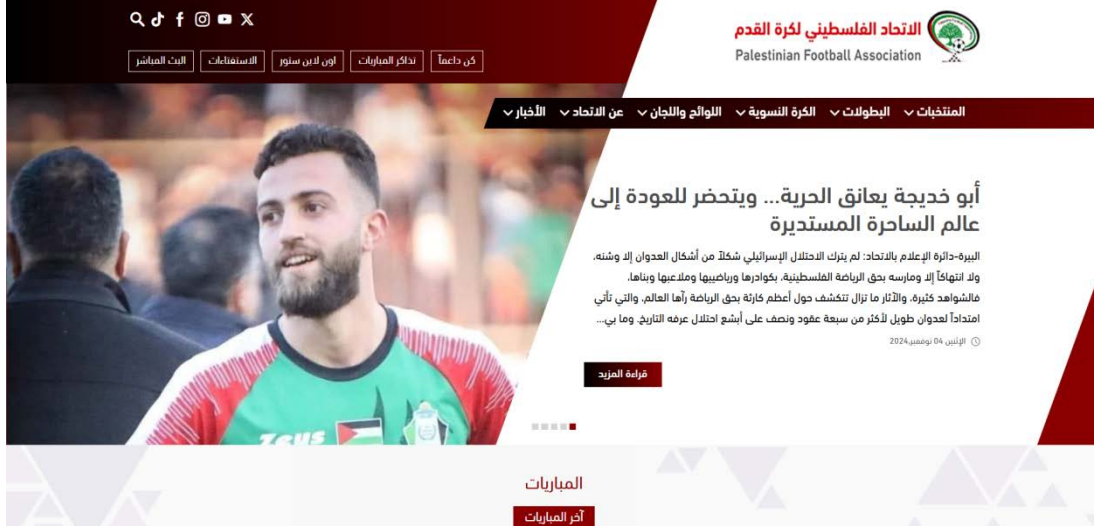 الاتحاد الفلسطيني لكرة القدم
Palestinian Football Association
كن داعماً
تذاكر المباريات
اون لاين ستور
الاستفتاءات
البث المباشر
المنتخبات
البطولات
الكرة النسوية
اللوائح واللجان
عن الاتحاد
الأخبار
أبو خديجة يعانق الحرية... ويتحضر للعودة إلى
عالم الساحرة المستديرة
البيرة-دائرة الإعلام بالاتحاد: لم يترك الاحتلال الإسرائيلي شكلاً من أشكال العدوان إلا وشنه،
ولا انتهاكاً إلا ومارسه بحق الرياضة الفلسطينية، بكوادرها ورياضييها وملاعبها وبناها،
فالشواهد كثيرة، والآثار ما تزال تتكشف حول أعظم كارثة بحق الرياضة رآها العالم، والتي تأتي
امتداداً لعدوان طويل لأكثر من سبعة عقود ونصف على أبشع احتلال عرفه التاريخ. وما بي...
الإثنين 04 نوفمبر,2024
قراءة المزيد
ZEUS
المباريات
آخر المباريات